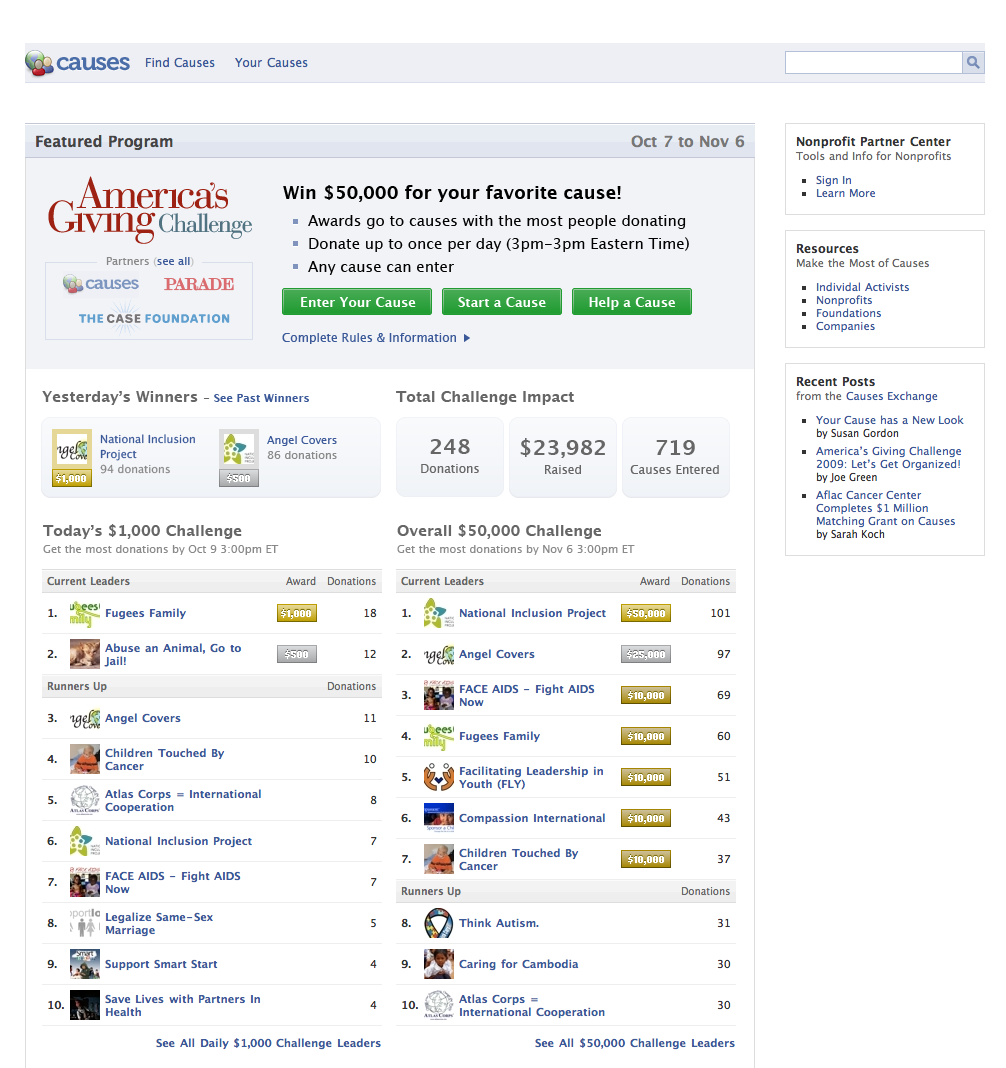 causes Find Causes Your Causes
Featured Program Oct 7 to Nov 6
America's
Giving Challenge
Partners (see all)
causes PARADE
THE CASE FOUNDATION
Win $50,000 for your favorite cause!
Awards go to causes with the most people donating
Donate up to once per day (3pm-3pm Eastern Time)
Any cause can enter
Enter Your Cause Start a Cause Help a Cause
Complete Rules & Information
Yesterday's Winners – See Past Winners
National Inclusion
Project
94 donations
$1,000
Angel Covers
86 donations
$500
Total Challenge Impact
248
Donations
$23,982
Raised
719
Causes Entered
Today's $1,000 Challenge
Get the most donations by Oct 9 3:00pm ET
Current Leaders Award Donations
1. Fugees Family $1,000 18
2. Abuse an Animal, Go to
Jail! $500 12
Runners Up Donations
3. Angel Covers 11
4. Children Touched By
Cancer 10
5. Atlas Corps = International
Cooperation 8
6. National Inclusion Project 7
7. FACE AIDS – Fight AIDS
Now 7
8. Legalize Same-Sex
Marriage 5
9. Support Smart Start 4
10. Save Lives with Partners In
Health 4
See All Daily $1,000 Challenge Leaders
Overall $50,000 Challenge
Get the most donations by Nov 6 3:00pm ET
Current Leaders Award Donations
1. National Inclusion Project $50,000 101
2. Angel Covers $25,000 97
3. FACE AIDS – Fight AIDS
Now $10,000 69
4. Fugees Family $10,000 60
5. Facilitating Leadership in
Youth (FLY) $10,000 51
6. Compassion International $10,000 43
7. Children Touched By
Cancer $10,000 37
Runners Up Donations
8. Think Autism. 31
9. Caring for Cambodia 30
10. Atlas Corps =
International Cooperation 30
See All $50,000 Challenge Leaders
Nonprofit Partner Center
Tools and Info for Nonprofits
Sign In
Learn More
Resources
Make the Most of Causes
Individal Activists
Nonprofits
Foundations
Companies
Recent Posts
from the Causes Exchange
Your Cause has a New Look
by Susan Gordon
America's Giving Challenge
2009: Let's Get Organized!
by Joe Green
Aflac Cancer Center
Completes $1 Million
Matching Grant on Causes
by Sarah Koch